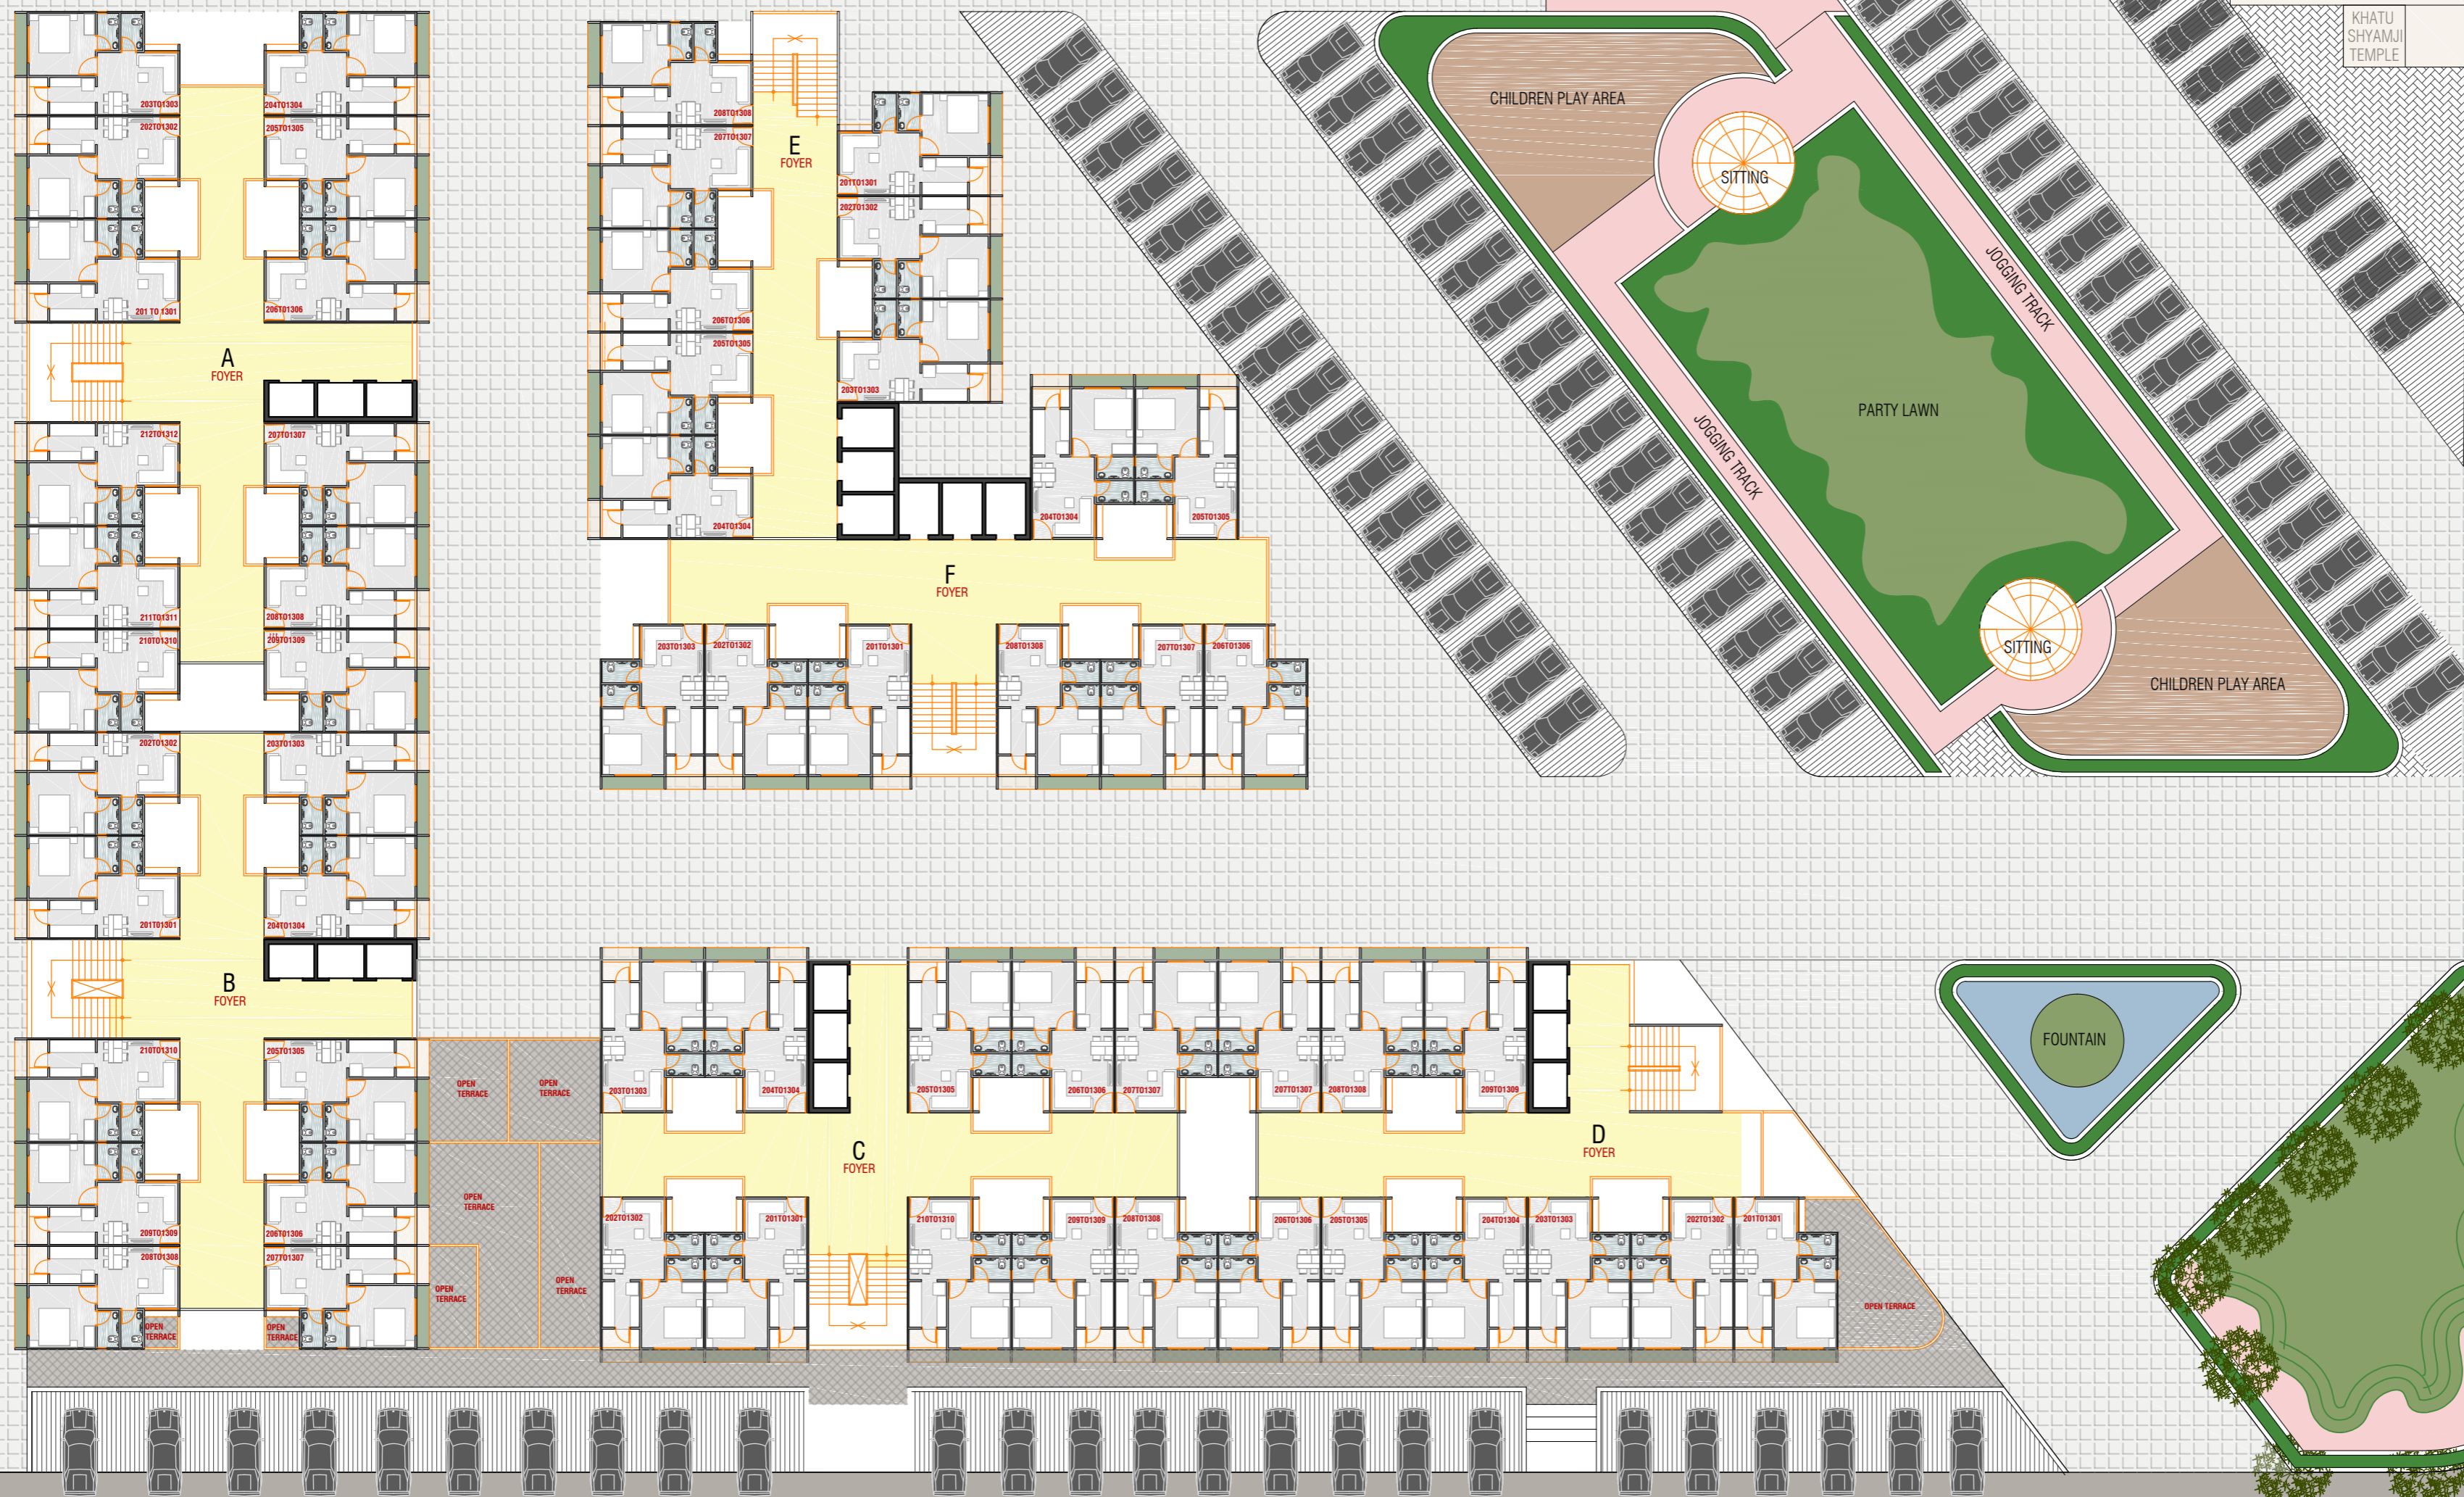 KHATU
SHYAMJI
TEMPLE
CHILDREN PLAY AREA
SITTING
JOGGING TRACK
PARTY LAWN
JOGGING TRACK
SITTING
CHILDREN PLAY AREA
FOUNTAIN
203TO1303
204TO1304
202TO1302
205TO1305
201 TO 1301
206TO1306
A
FOYER
212TO1312
207TO1307
211TO1311
208TO1308
210TO1310
209TO1309
202TO1302
203TO1303
201TO1301
204TO1304
B
FOYER
210TO1310
205TO1305
209TO1309
206TO1306
208TO1308
207TO1307
OPEN
TERRACE
OPEN
TERRACE
OPEN
TERRACE
OPEN
TERRACE
OPEN
TERRACE
OPEN
TERRACE
OPEN
TERRACE
208TO1308
207TO1307
E
FOYER
201TO1301
202TO1302
206TO1306
205TO1305
203TO1303
204TO1304
204TO1304
205TO1305
F
FOYER
203TO1303
202TO1302
201TO1301
208TO1308
207TO1307
206TO1306
203TO1303
204TO1304
205TO1305
206TO1306
207TO1307
207TO1307
208TO1308
209TO1309
C
FOYER
D
FOYER
202TO1302
201TO1301
210TO1310
209TO1309
208TO1308
206TO1306
205TO1305
204TO1304
203TO1303
202TO1302
201TO1301
OPEN TERRACE